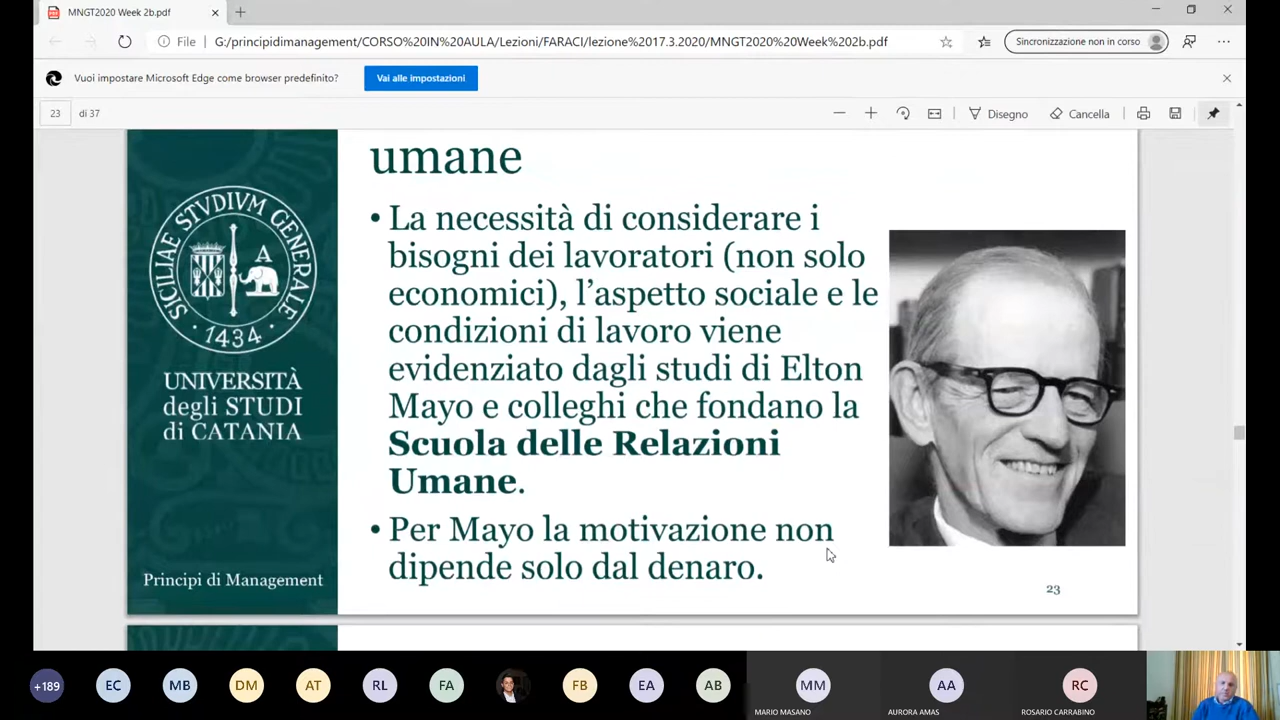 MNGT2020 Week 2b.pdf
File G:/principidimanagement/CORSO%20IN%20AULA/Lezioni/FARACI/lezione%2017.3.2020/MNGT2020%20Week%202b.pdf
Sincronizzazione non in corso
Vuoi impostare Microsoft Edge come browser predefinito? Vai alle impostazioni
23 di 37
Disegno
Cancella
SICILIAE STVDIVM GENERALE
A
1434
UNIVERSITÀ
degli STUDI
di CATANIA
Principi di Management
umane
• La necessità di considerare i
bisogni dei lavoratori (non solo
economici), l’aspetto sociale e le
condizioni di lavoro viene
evidenziato dagli studi di Elton
Mayo e colleghi che fondano la
Scuola delle Relazioni
Umane.
• Per Mayo la motivazione non
dipende solo dal denaro.
23
+189 EC MB DM AT RL FA FB EA AB MM AA RC
MARIO MASANO
AURORA AMAS
ROSARIO CARRABINO